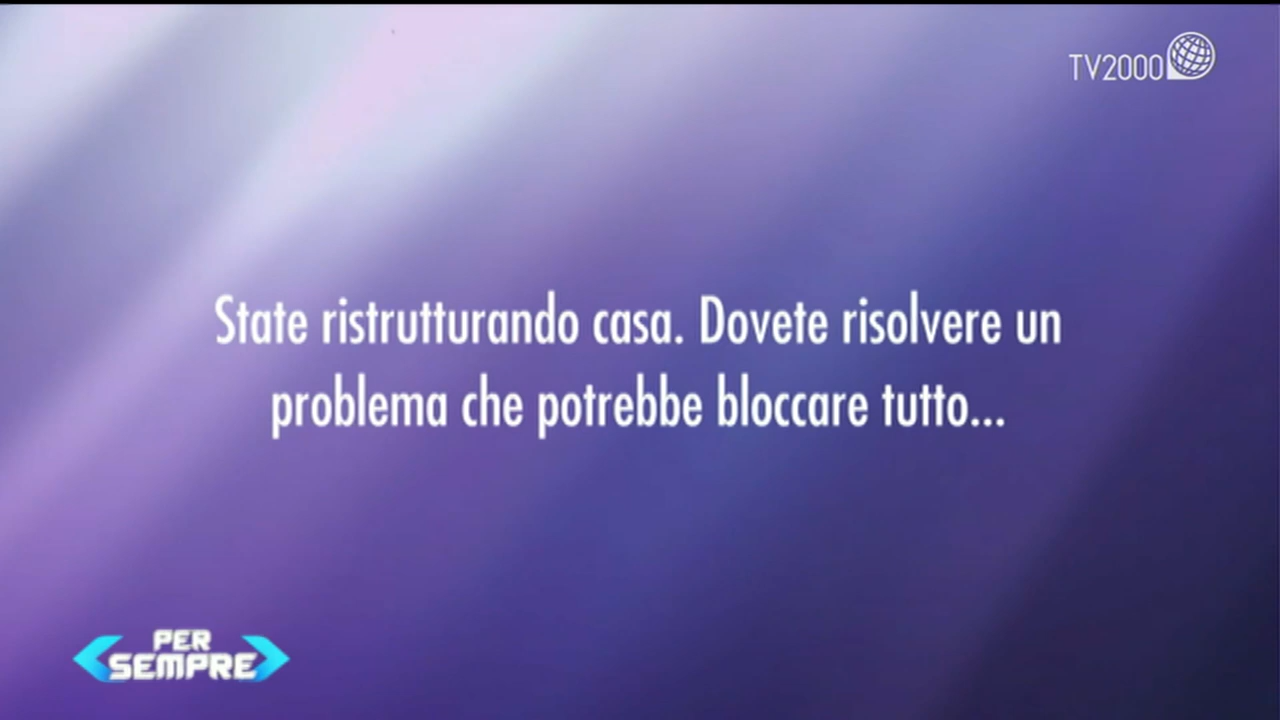 TV2000
State ristrutturando casa. Dovete risolvere un
problema che potrebbe bloccare tutto...
PER
SEMPRE